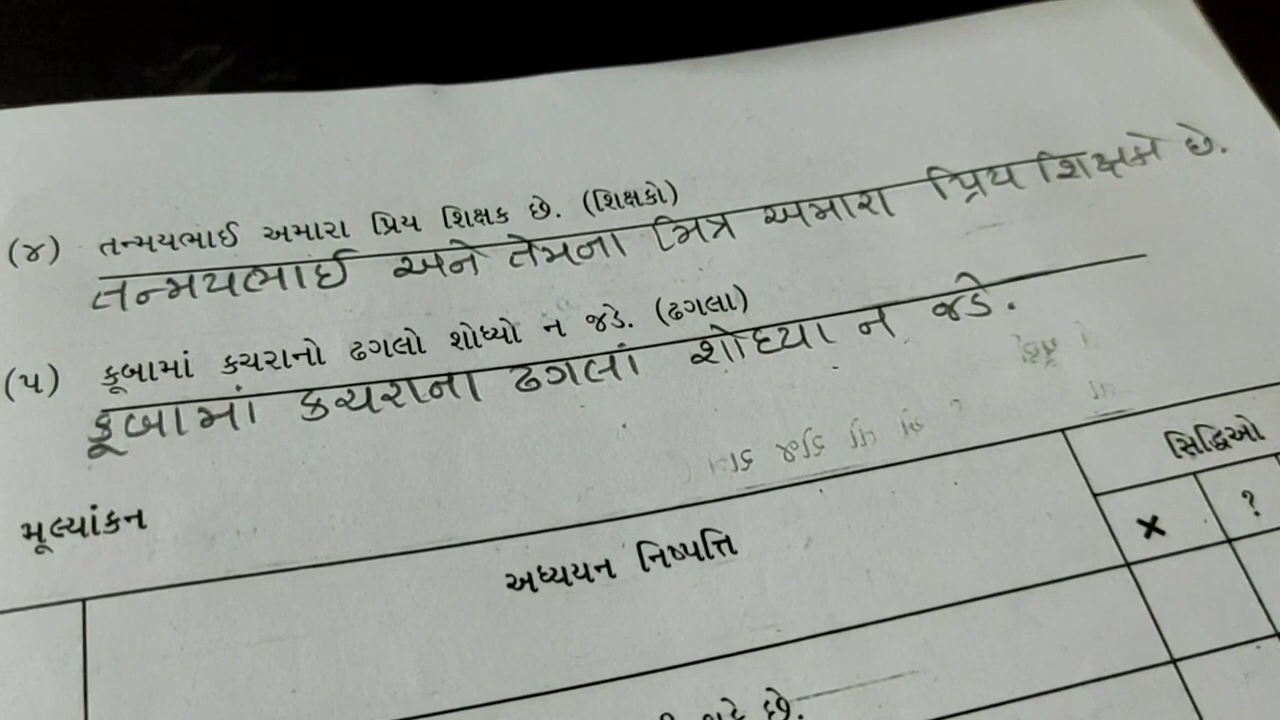 (૪) તન્મયભાઈ અમારા પ્રિય શિક્ષક છે. (શિક્ષકો)
તન્મયભાઈ અને તેમના મિત્ર અમારા પ્રિય શિક્ષકો છે.
(૫) કૂબામાં કચરાનો ઢગલો શોધ્યો ન જડે. (ઢગલા)
કૂબામાં કચરાના ઢગલાં શોધ્યા ન જડે.
મૂલ્યાંકન
અધ્યયન નિષ્પત્તિ
સિદ્ધિઓ
× ?
છે.